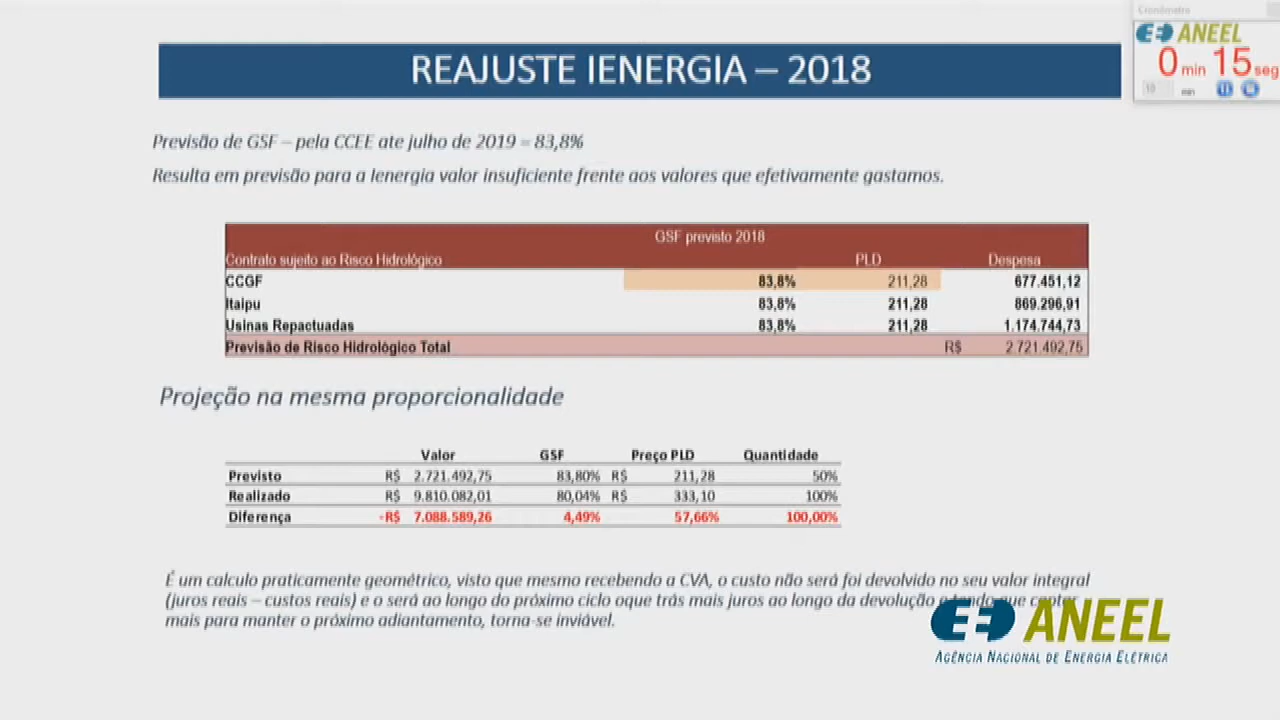 Cronômetro
ANEEL
0 min 15 seg
10 min
REAJUSTE IENERGIA – 2018
Previsão de GSF – pela CCEE ate julho de 2019 = 83,8%
Resulta em previsão para a Ienergia valor insuficiente frente aos valores que efetivamente gastamos.
GSF previsto 2018
Contrato sujeito ao Risco Hidrológico PLD Despesa
CCGF 83,8% 211,28 677.451,12
Itaipu 83,8% 211,28 869.296,91
Usinas Repactuadas 83,8% 211,28 1.174.744,73
Previsão de Risco Hidrológico Total R$ 2.721.492,75
Projeção na mesma proporcionalidade
Valor GSF Preço PLD Quantidade
Previsto R$ 2.721.492,75 83,80% R$ 211,28 50%
Realizado R$ 9.810.082,01 80,04% R$ 333,10 100%
Diferença -R$ 7.088.589,26 4,49% 57,66% 100,00%
É um calculo praticamente geométrico, visto que mesmo recebendo a CVA, o custo não será foi devolvido no seu valor integral
(juros reais – custos reais) e o será ao longo do próximo ciclo oque trás mais juros ao longo da devolução e tendo que captar
mais para manter o próximo adiantamento, torna-se inviável.
ANEEL
AGÊNCIA NACIONAL DE ENERGIA ELÉTRICA